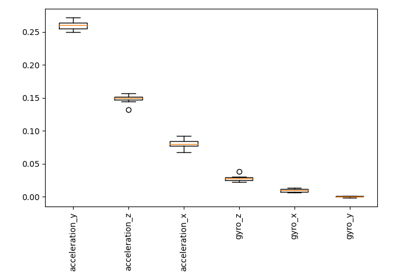 0.25
0.20
0.15
0.10
0.05
0.00
acceleration_y
acceleration_z
acceleration_x
gyro_z
gyro_x
gyro_y